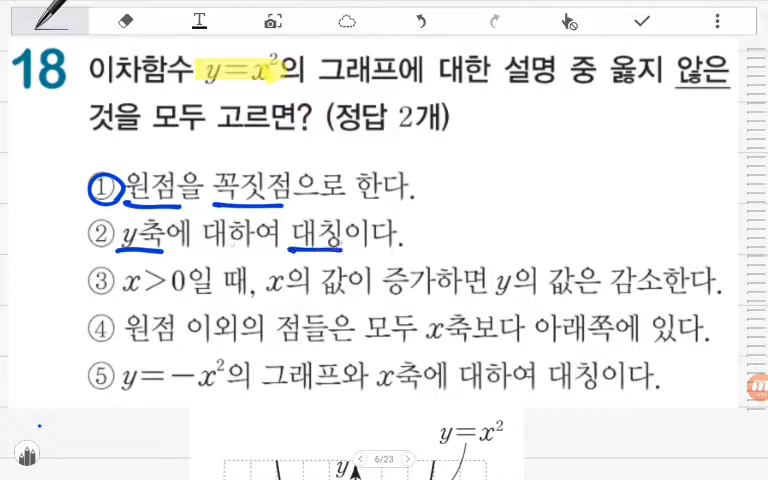 T
18 이차함수 y=x²의 그래프에 대한 설명 중 옳지 않은
것을 모두 고르면? (정답 2개)
① 원점을 꼭짓점으로 한다.
② y축에 대하여 대칭이다.
③ x>0일 때, x의 값이 증가하면 y의 값은 감소한다.
④ 원점 이외의 점들은 모두 x축보다 아래쪽에 있다.
⑤ y=-x²의 그래프와 x축에 대하여 대칭이다.
y=x²
y
6/23